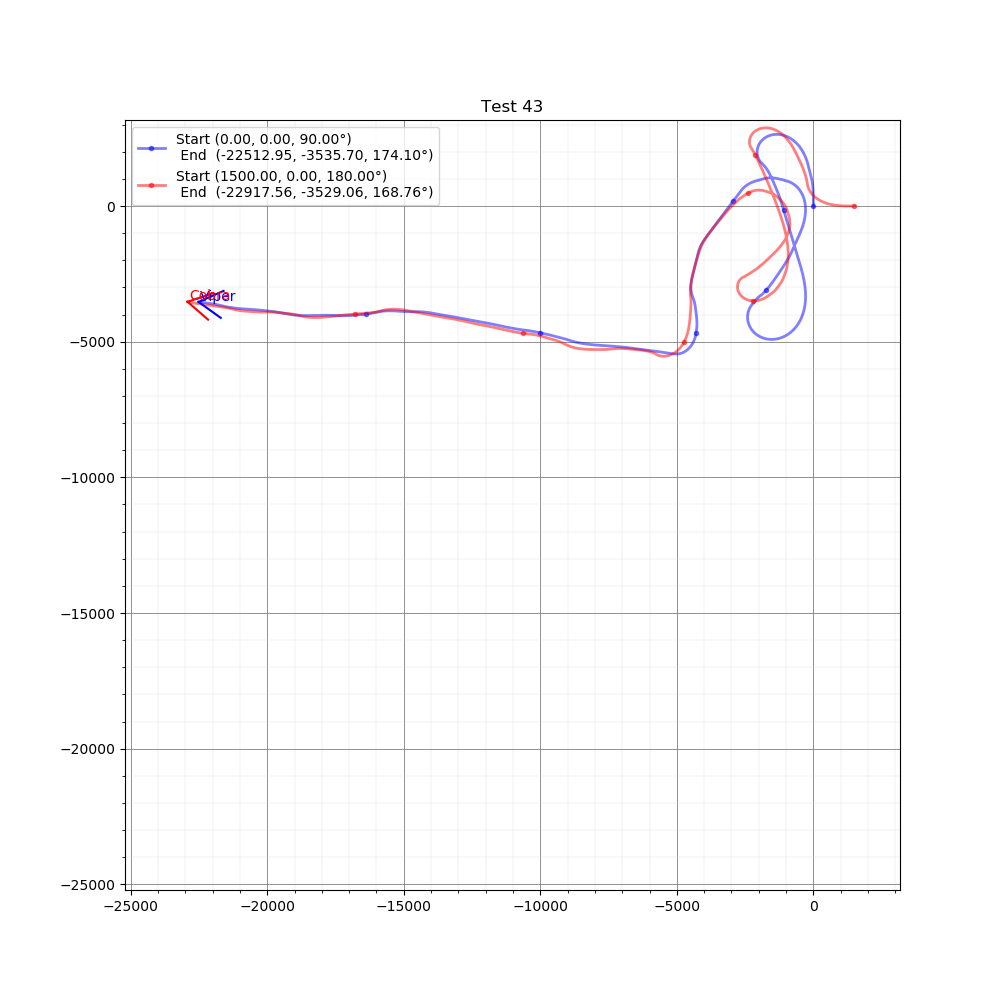 Test 43
Start (0.00, 0.00, 90.00°)
End (-22512.95, -3535.70, 174.10°)
Start (1500.00, 0.00, 180.00°)
End (-22917.56, -3529.06, 168.76°)
0
−5000
−10000
−15000
−20000
−25000
−25000 −20000 −15000 −10000 −5000 0